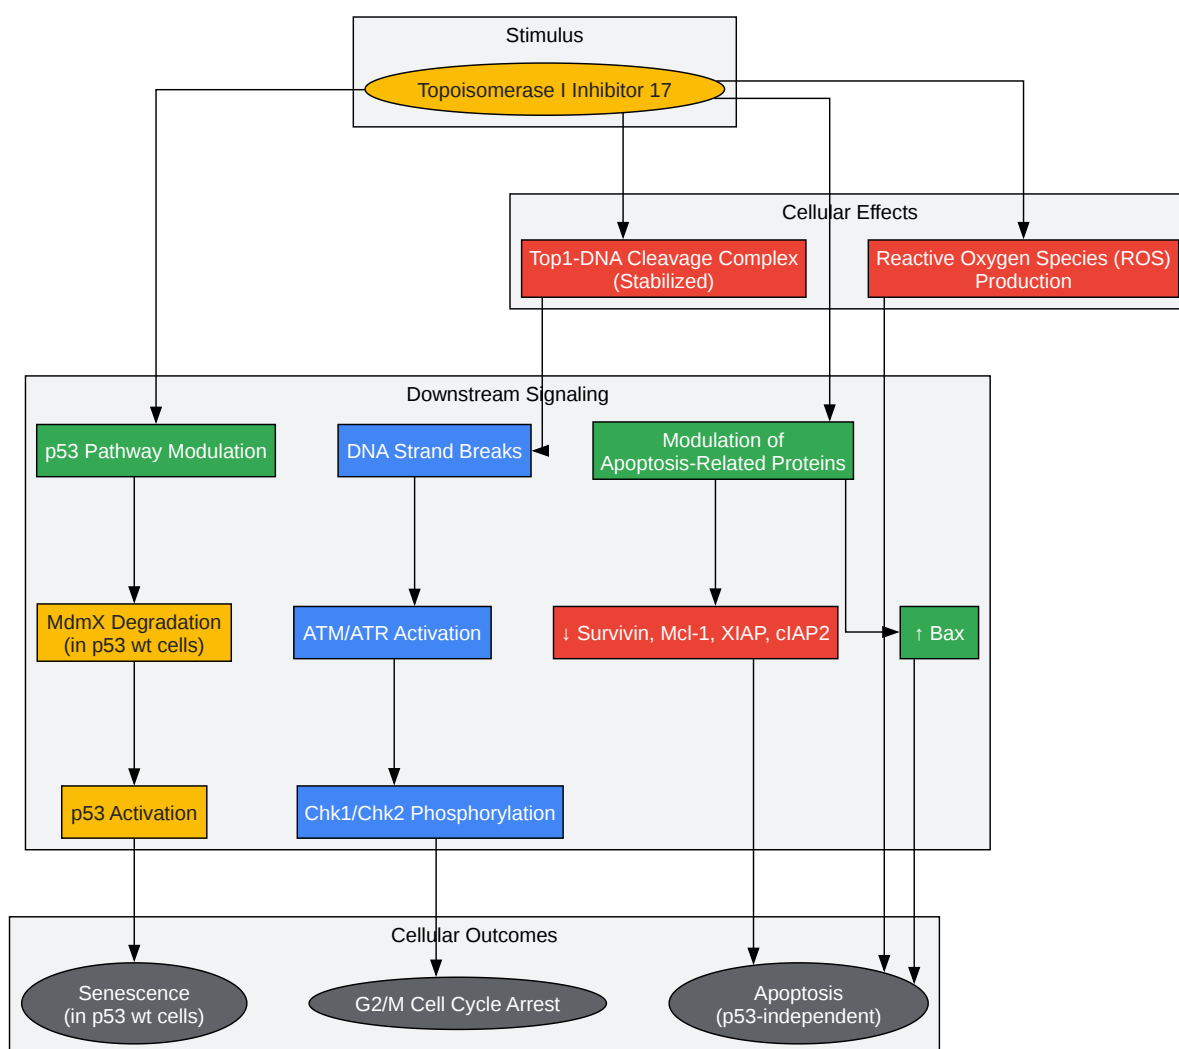 Stimulus
Topoisomerase I Inhibitor 17
Cellular Effects
Top1-DNA Cleavage Complex
(Stabilized)
Reactive Oxygen Species (ROS)
Production
Downstream Signaling
p53 Pathway Modulation
DNA Strand Breaks
Modulation of
Apoptosis-Related Proteins
MdmX Degradation
(in p53 wt cells)
ATM/ATR Activation
↓ Survivin, Mcl-1, XIAP, cIAP2
↑ Bax
p53 Activation
Chk1/Chk2 Phosphorylation
Cellular Outcomes
Senescence
(in p53 wt cells)
G2/M Cell Cycle Arrest
Apoptosis
(p53-independent)